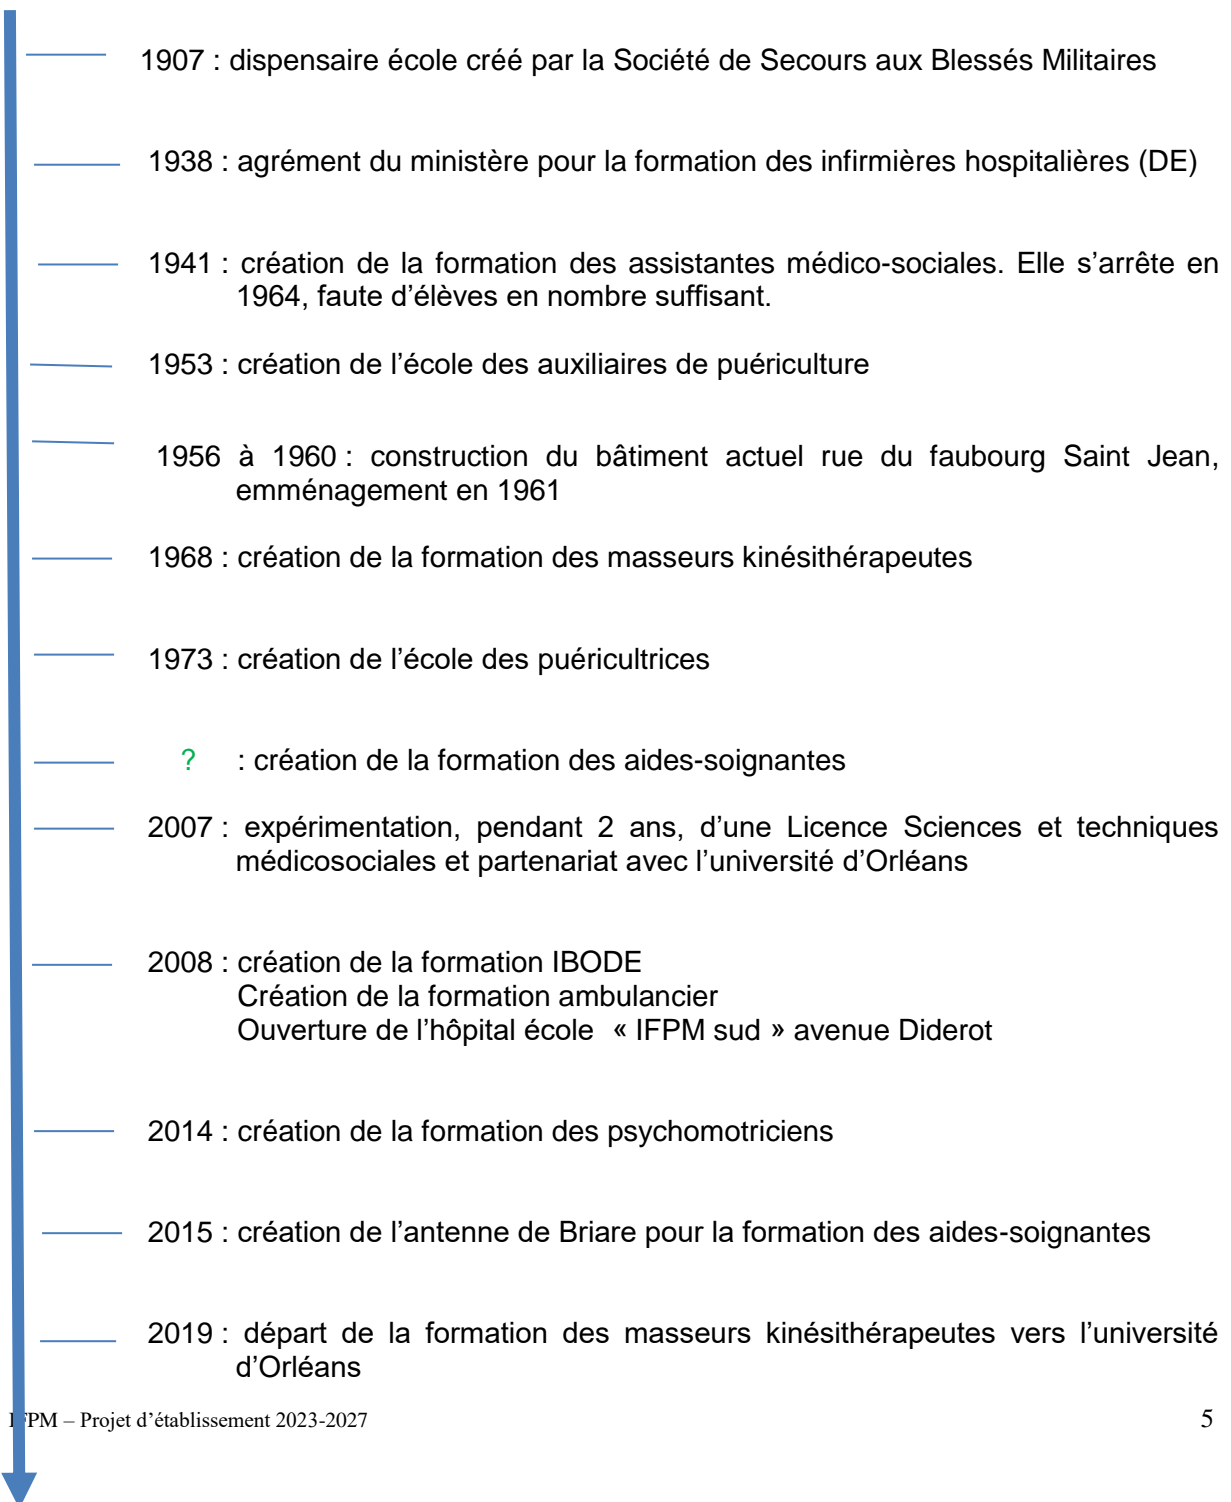 1907 : dispensaire école créé par la Société de Secours aux Blessés Militaires
1938 : agrément du ministère pour la formation des infirmières hospitalières (DE)
1941 : création de la formation des assistantes médico-sociales. Elle s’arrête en
1964, faute d’élèves en nombre suffisant.
1953 : création de l’école des auxiliaires de puériculture
1956 à 1960 : construction du bâtiment actuel rue du faubourg Saint Jean,
emménagement en 1961
1968 : création de la formation des masseurs kinésithérapeutes
1973 : création de l’école des puéricultrices
? : création de la formation des aides-soignantes
2007 : expérimentation, pendant 2 ans, d’une Licence Sciences et techniques
médicosociales et partenariat avec l’université d’Orléans
2008 : création de la formation IBODE
Création de la formation ambulancier
Ouverture de l’hôpital école « IFPM sud » avenue Diderot
2014 : création de la formation des psychomotriciens
2015 : création de l’antenne de Briare pour la formation des aides-soignantes
2019 : départ de la formation des masseurs kinésithérapeutes vers l’université
d’Orléans
IFPM – Projet d’établissement 2023-2027 5